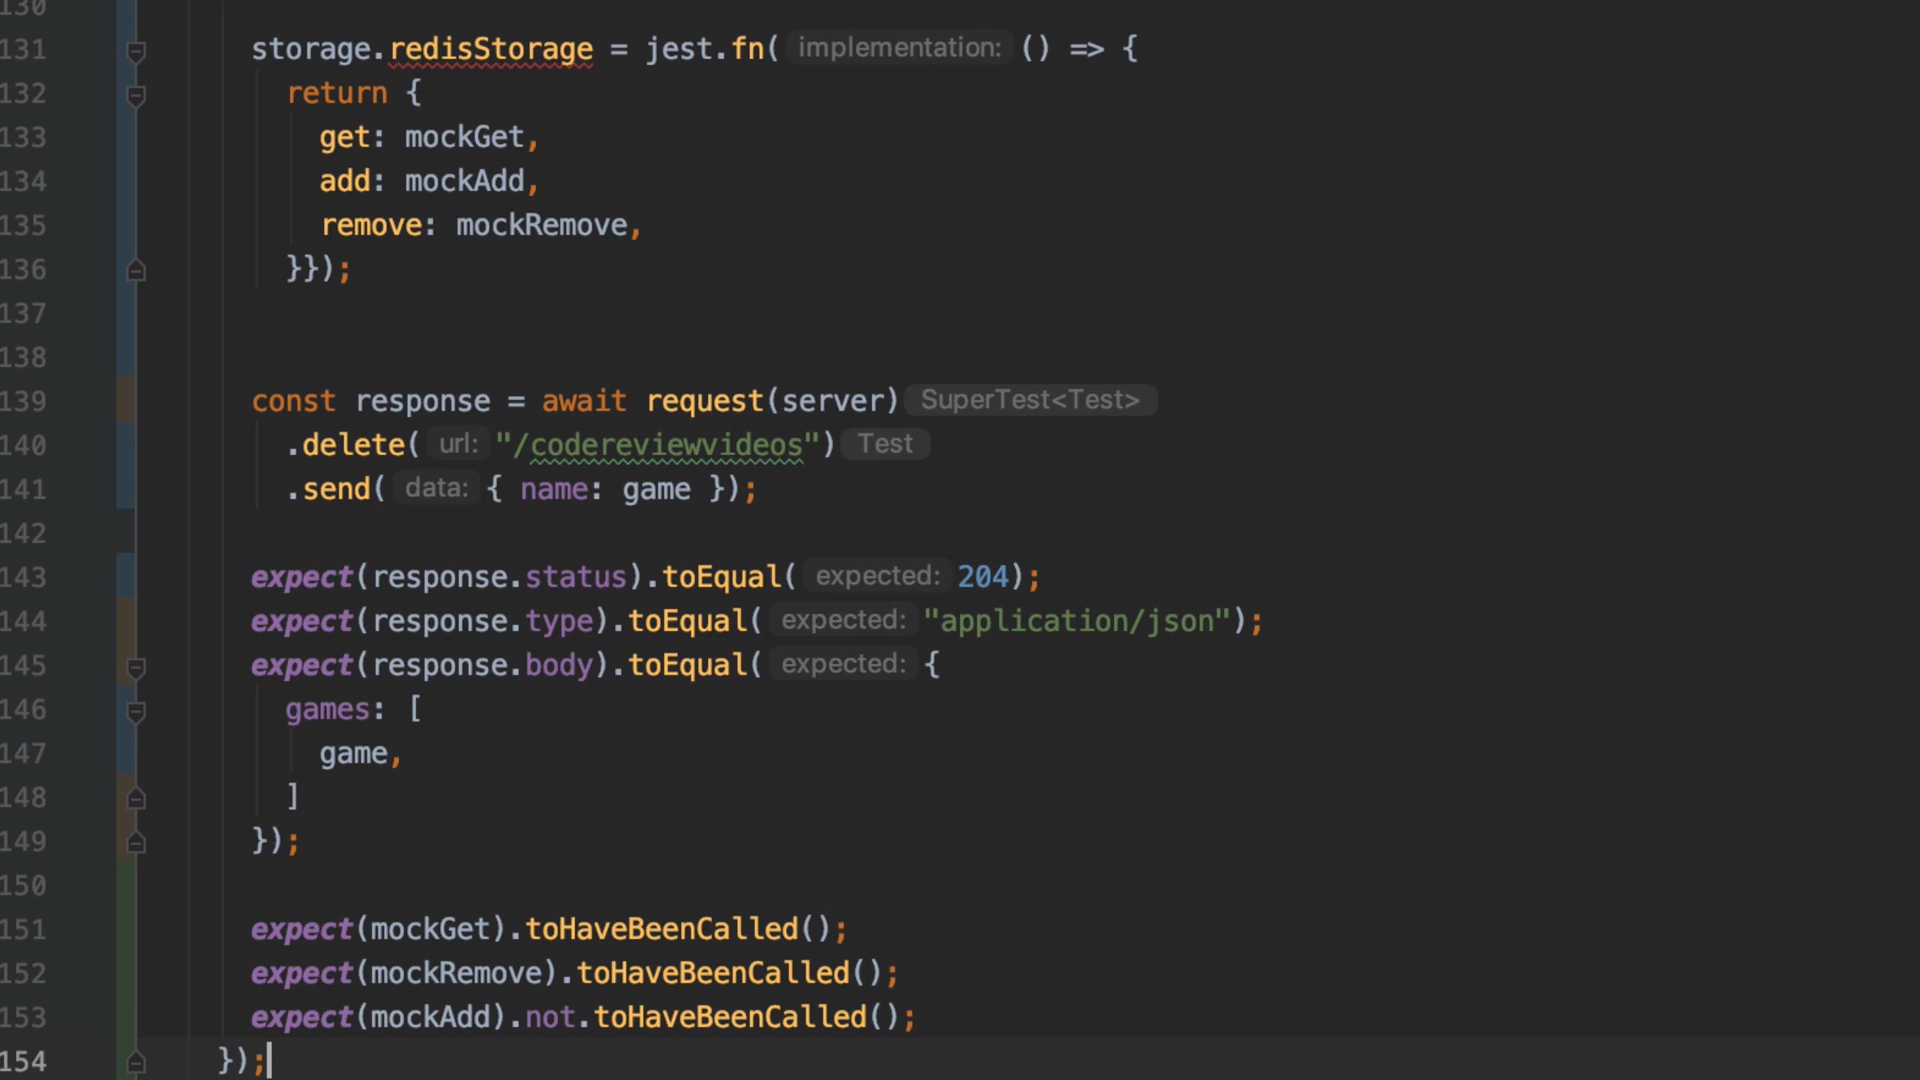 130
131 storage.redisStorage = jest.fn( implementation: () => {
132 return {
133 get: mockGet,
134 add: mockAdd,
135 remove: mockRemove,
136 }});
137
138
139 const response = await request(server) SuperTest<Test>
140 .delete( url: "/codereviewvideos") Test
141 .send( data: { name: game });
142
143 expect(response.status).toEqual( expected: 204);
144 expect(response.type).toEqual( expected: "application/json");
145 expect(response.body).toEqual( expected: {
146 games: [
147 game,
148 ]
149 });
150
151 expect(mockGet).toHaveBeenCalled();
152 expect(mockRemove).toHaveBeenCalled();
153 expect(mockAdd).not.toHaveBeenCalled();
154 });